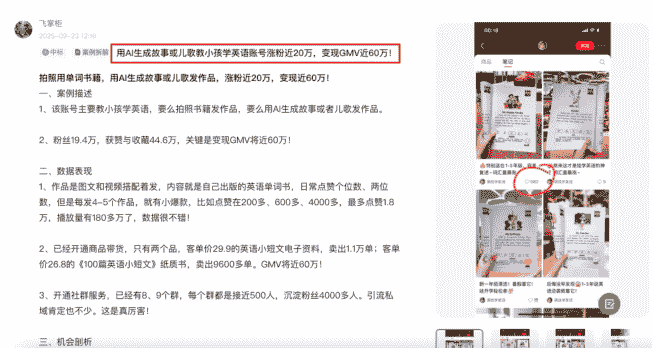 飞掌柜
2025-09-22 12:18
中标 案例拆解 用AI生成故事或儿歌教小孩学英语账号涨粉近20万，变现GMV近60万！
拍照用单词书籍，用AI生成故事或儿歌发作品，涨粉近20万，变现近60万！
一、案例描述
1、该账号主要教小孩学英语，要么拍照书籍发作品，要么用AI生成故事或者儿歌发作品。
2、粉丝19.4万，获赞与收藏44.6万，关键是变现GMV将近60万！
二、数据表现
1、作品是图文和视频搭配着发，内容就是自己出版的英语单词书，日常点赞个位数、两位
数，但是每发4~5个作品，就有小爆款，比如点赞在200多、600多、4000多，最多点赞1.8
万，播放量有180多万了，数据很不错！
2、已经开通商品带货，只有两个品，客单价29.9的英语小短文电子资料，卖出1.1万单；客单
价26.8的《100篇英语小短文》纸质书，卖出9600多单。GMV将近60万！
3、开通社群服务，已经有8、9个群，每个群都是接近500人，沉淀粉丝4000多人。引流私
域肯定也不少。这是真厉害！
三、机会剖析
商品 笔记